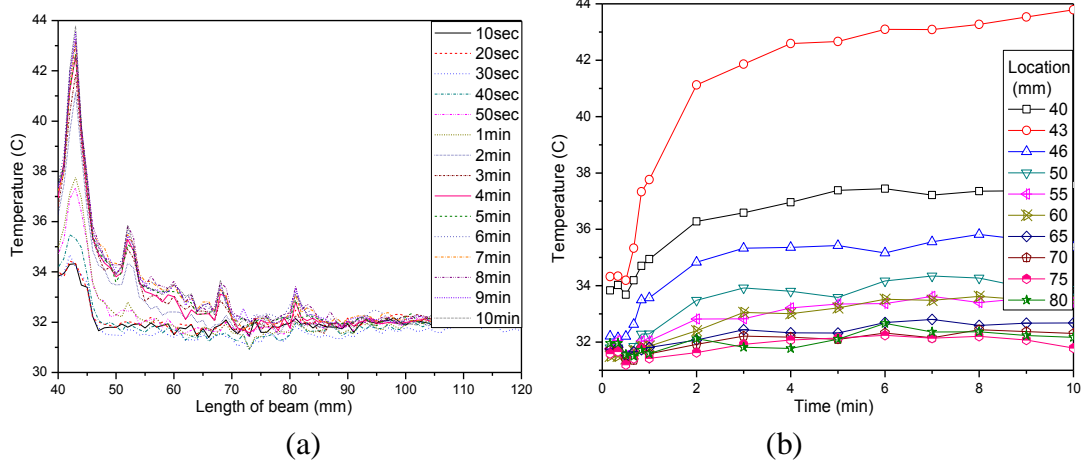 44
42
40
38
36
34
32
30
Temperature (C)
40 50 60 70 80 90 100 110 120
Length of beam (mm)
10sec
20sec
30sec
40sec
50sec
1min
2min
3min
4min
5min
6min
7min
8min
9min
10min
(a)
44
42
40
38
36
34
32
Temperature (C)
0 2 4 6 8 10
Time (min)
Location
(mm)
40
43
46
50
55
60
65
70
75
80
(b)